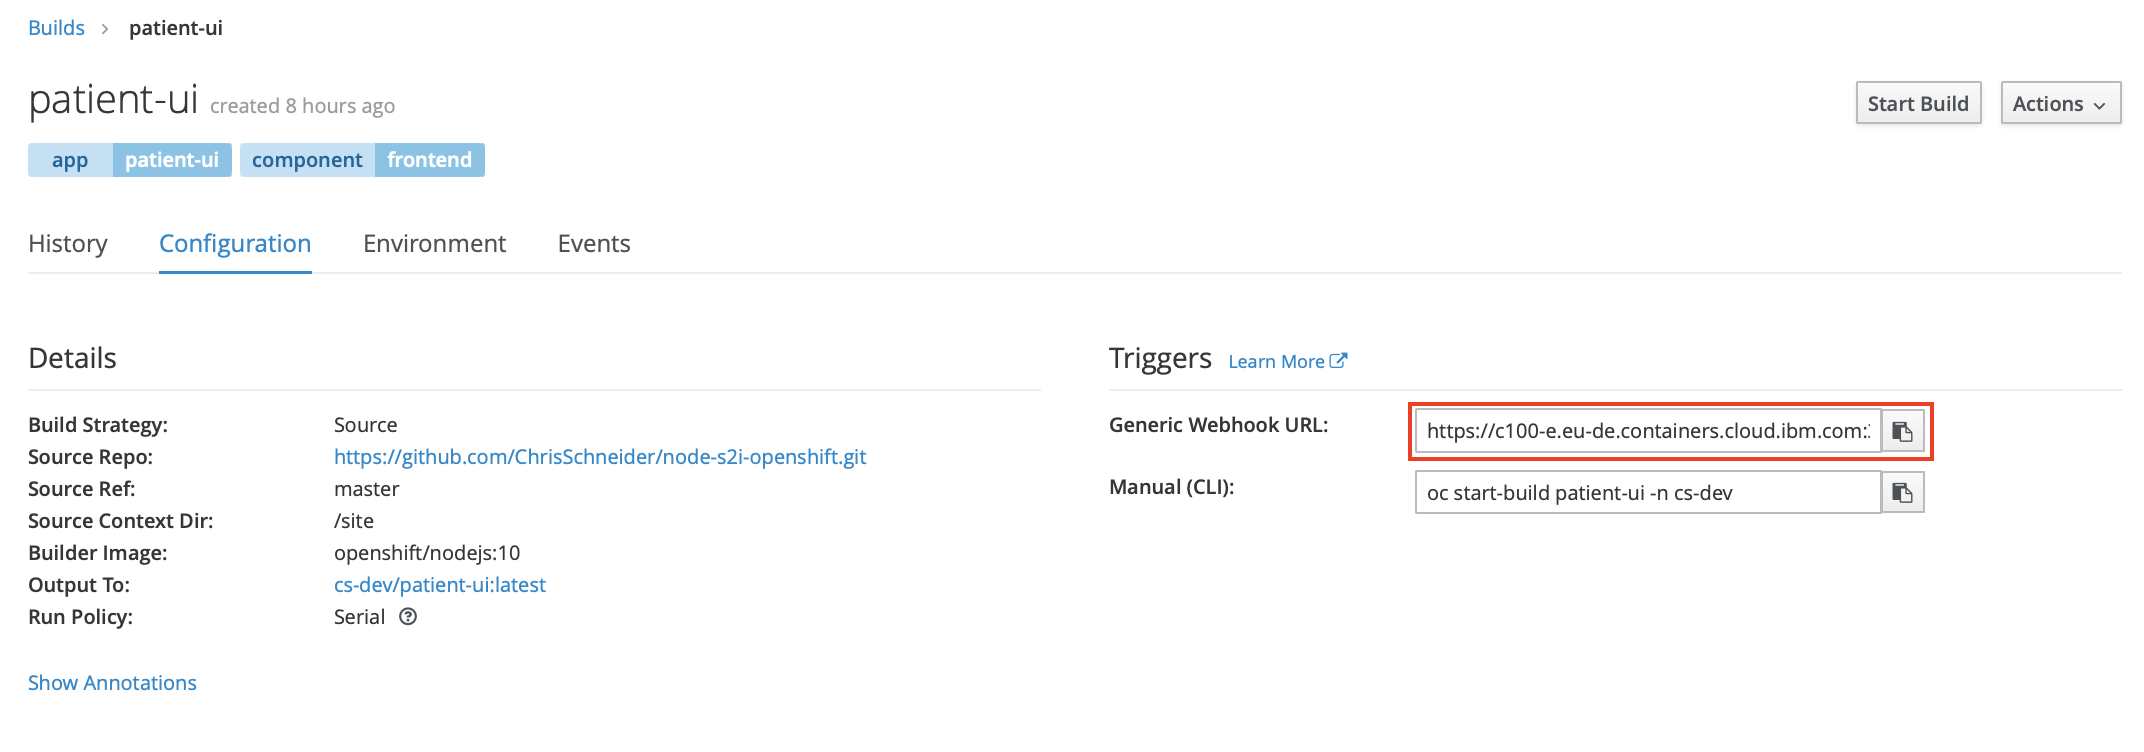 Builds > patient-ui
patient-ui created 8 hours ago
Start Build
Actions
app patient-ui component frontend
History Configuration Environment Events
Details
Build Strategy: Source
Source Repo: https://github.com/ChrisSchneider/node-s2i-openshift.git
Source Ref: master
Source Context Dir: /site
Builder Image: openshift/nodejs:10
Output To: cs-dev/patient-ui:latest
Run Policy: Serial
Show Annotations
Triggers Learn More
Generic Webhook URL: https://c100-e.eu-de.containers.cloud.ibm.com:
Manual (CLI): oc start-build patient-ui -n cs-dev